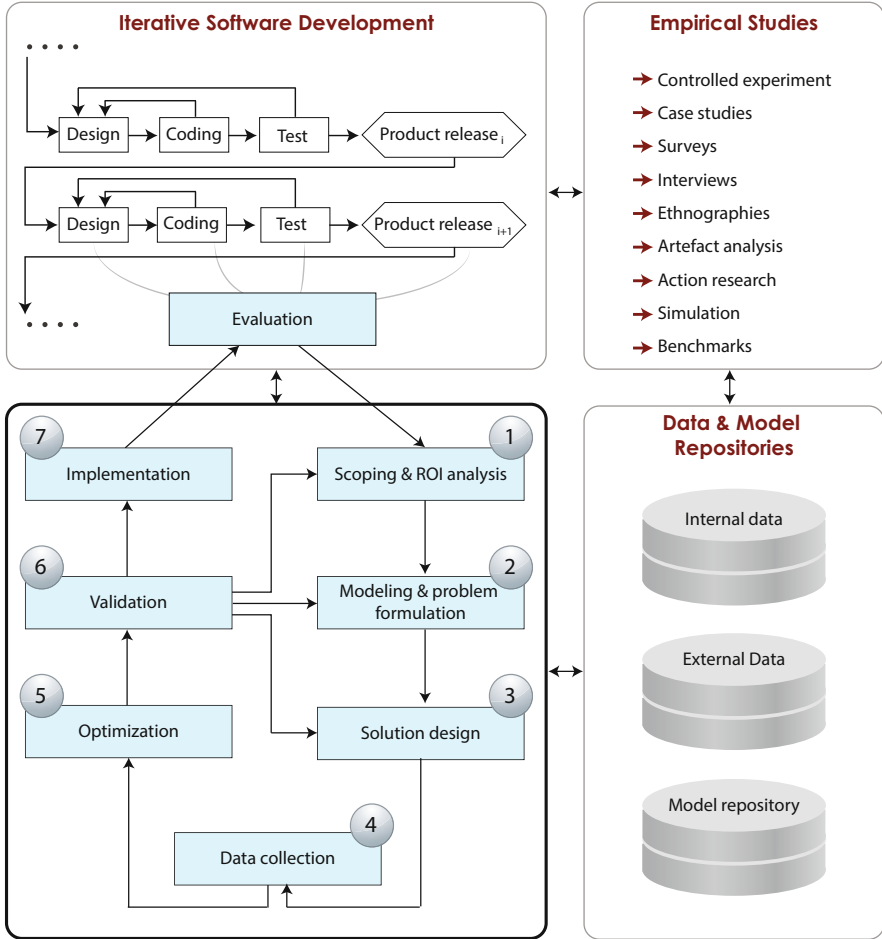 Iterative Software Development
Design
Coding
Test
Product release i
Design
Coding
Test
Product release i+1
Evaluation
Empirical Studies
Controlled experiment
Case studies
Surveys
Interviews
Ethnographies
Artefact analysis
Action research
Simulation
Benchmarks
7
Implementation
1
Scoping & ROI analysis
6
Validation
2
Modeling & problem
formulation
5
Optimization
3
Solution design
4
Data collection
Data & Model
Repositories
Internal data
External Data
Model repository